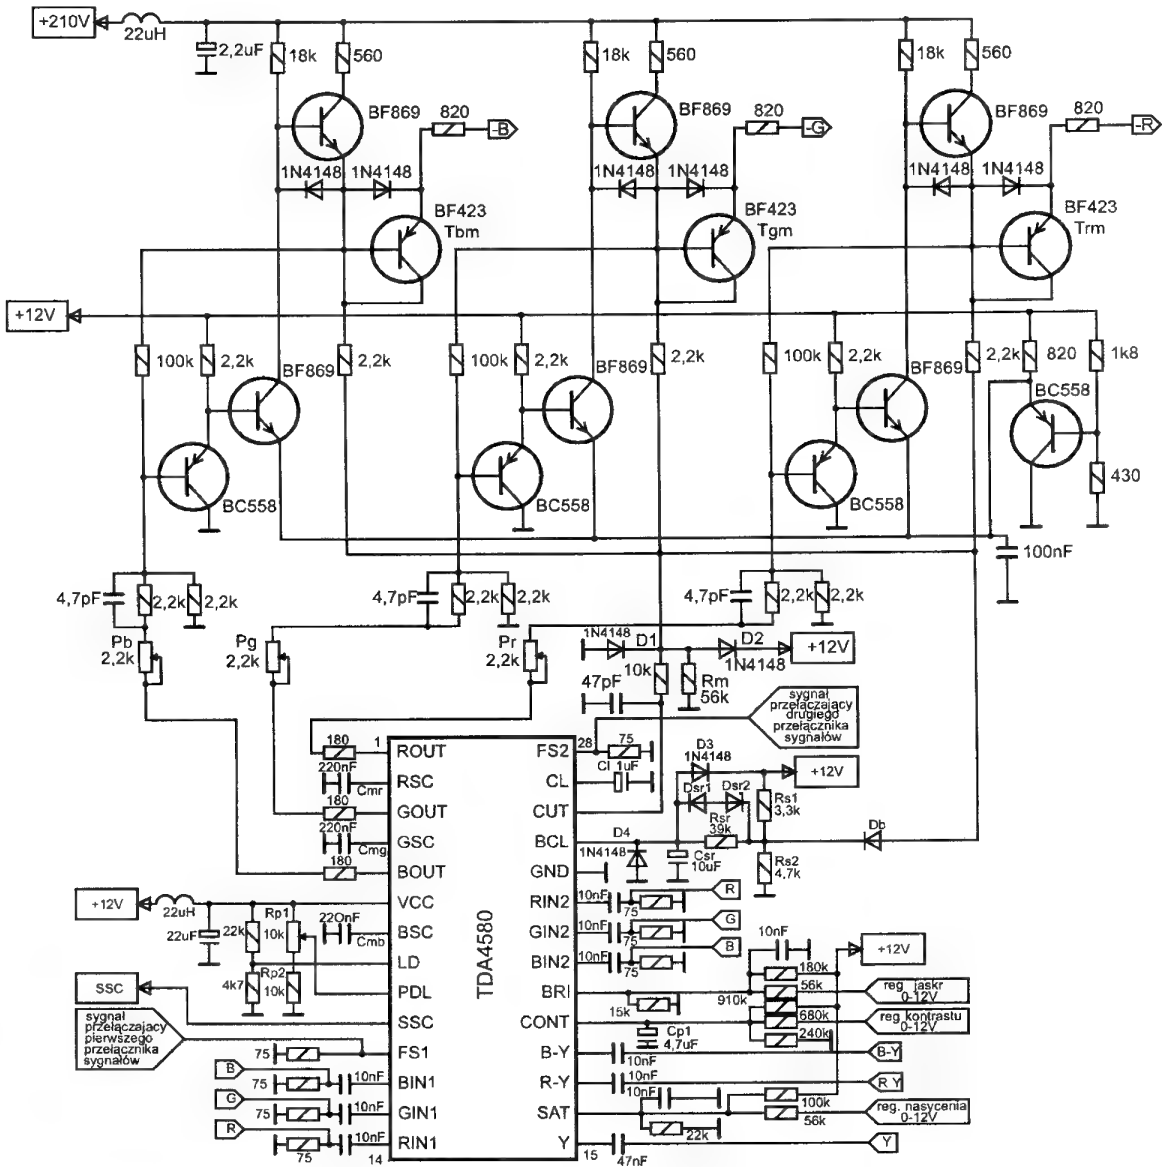 +210V
22uH
2,2uF
18k
560
18k
560
18k
560
BF869
820
-B
BF869
820
-G
BF869
820
-R
1N4148
1N4148
1N4148
1N4148
1N4148
1N4148
BF423
Tbm
BF423
Tgm
BF423
Trm
+12V
100k
2,2k
2,2k
100k
2,2k
2,2k
100k
2,2k
2,2k
820
1k8
BF869
BF869
BF869
BC558
BC558
BC558
BC558
430
100nF
4,7pF
2,2k
2,2k
4,7pF
2,2k
2,2k
4,7pF
2,2k
2,2k
Pb
2,2k
Pg
2,2k
Pr
2,2k
1N4148
D1
D2
1N4148
+12V
10k
Rm
56k
47pF
sygnał
przełączający
drugiego
przełącznika
sygnałów
180
1
ROUT
FS2
28
75
220nF
Cmr
RSC
CL
Cl 1uF
D3
1N4148
+12V
180
GOUT
CUT
Dsr1
Dsr2
Rs1
3,3k
220nF
Cmg
GSC
BCL
D4
1N4148
Rsr
39k
Db
Csr
10uF
Rs2
4,7k
180
BOUT
GND
+12V
22uH
VCC
RIN2
10nF
75
R
22uF
22k
Rp1
10k
220nF
Cmb
BSC
GIN2
10nF
75
G
TDA4580
LD
BIN2
10nF
75
B
10nF
+12V
4k7
Rp2
10k
PDL
BRI
15k
180k
56k
910k
reg. jaskr
0-12V
SSC
SSC
CONT
Cp1
4,7uF
680k
240k
reg.kontrastu
0-12V
sygnał
przełączający
pierwszego
przełącznika
sygnałów
75
FS1
B-Y
10nF
B-Y
B
75
10nF
BIN1
R-Y
10nF
R Y
G
75
10nF
GIN1
SAT
10nF
22k
100k
56k
reg. nasycenia
0-12V
R
75
10nF
RIN1
14
Y
15
47nF
Y